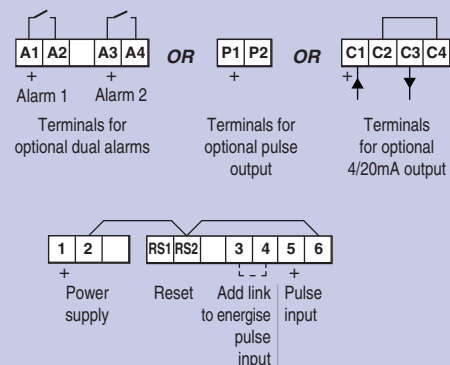 A1 A2 A3 A4 OR P1 P2 OR C1 C2 C3 C4
+ + + +
Alarm 1 Alarm 2
Terminals for
optional dual alarms
Terminals for
optional pulse
output
Terminals
for optional
4/20mA output
1 2 RS1 RS2 3 4 5 6
+ +
Power
supply
Reset
Add link
to energise
pulse
input
Pulse
input